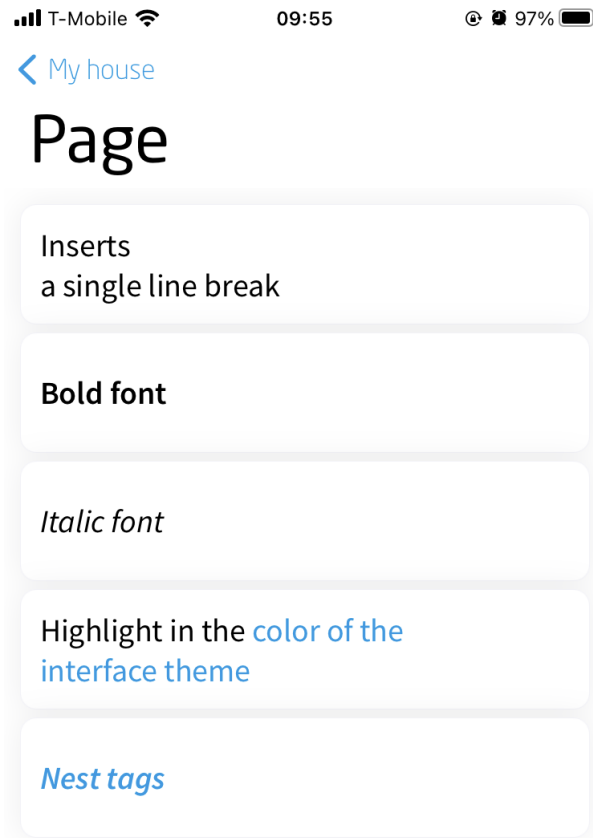 T-Mobile 09:55 97%
My house
Page
Inserts
a single line break
Bold font
Italic font
Highlight in the color of the
interface theme
Nest tags